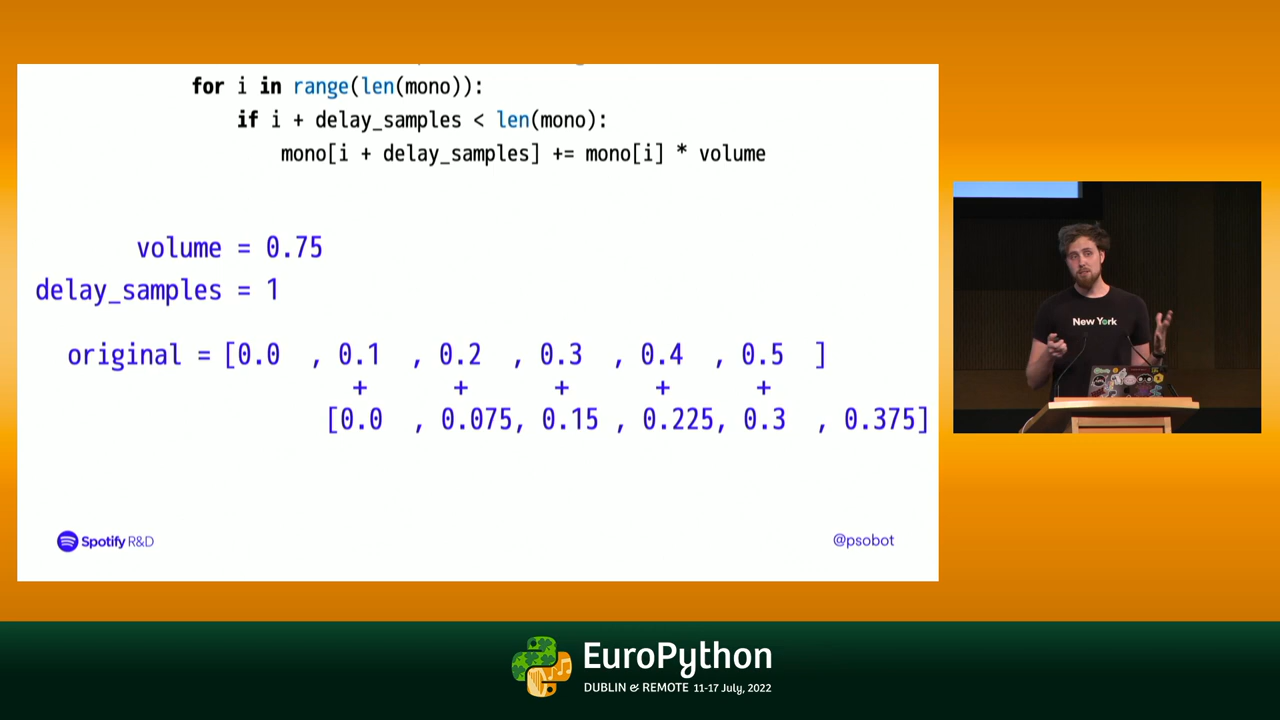 for i in range(len(mono)):
if i + delay_samples < len(mono):
mono[i + delay_samples] += mono[i] * volume
volume = 0.75
delay_samples = 1
original = [0.0 , 0.1 , 0.2 , 0.3 , 0.4 , 0.5 ]
+ + + + +
[0.0 , 0.075, 0.15 , 0.225, 0.3 , 0.375]
Spotify R&D
@psobot
New York
EuroPython
DUBLIN & REMOTE 11-17 July, 2022